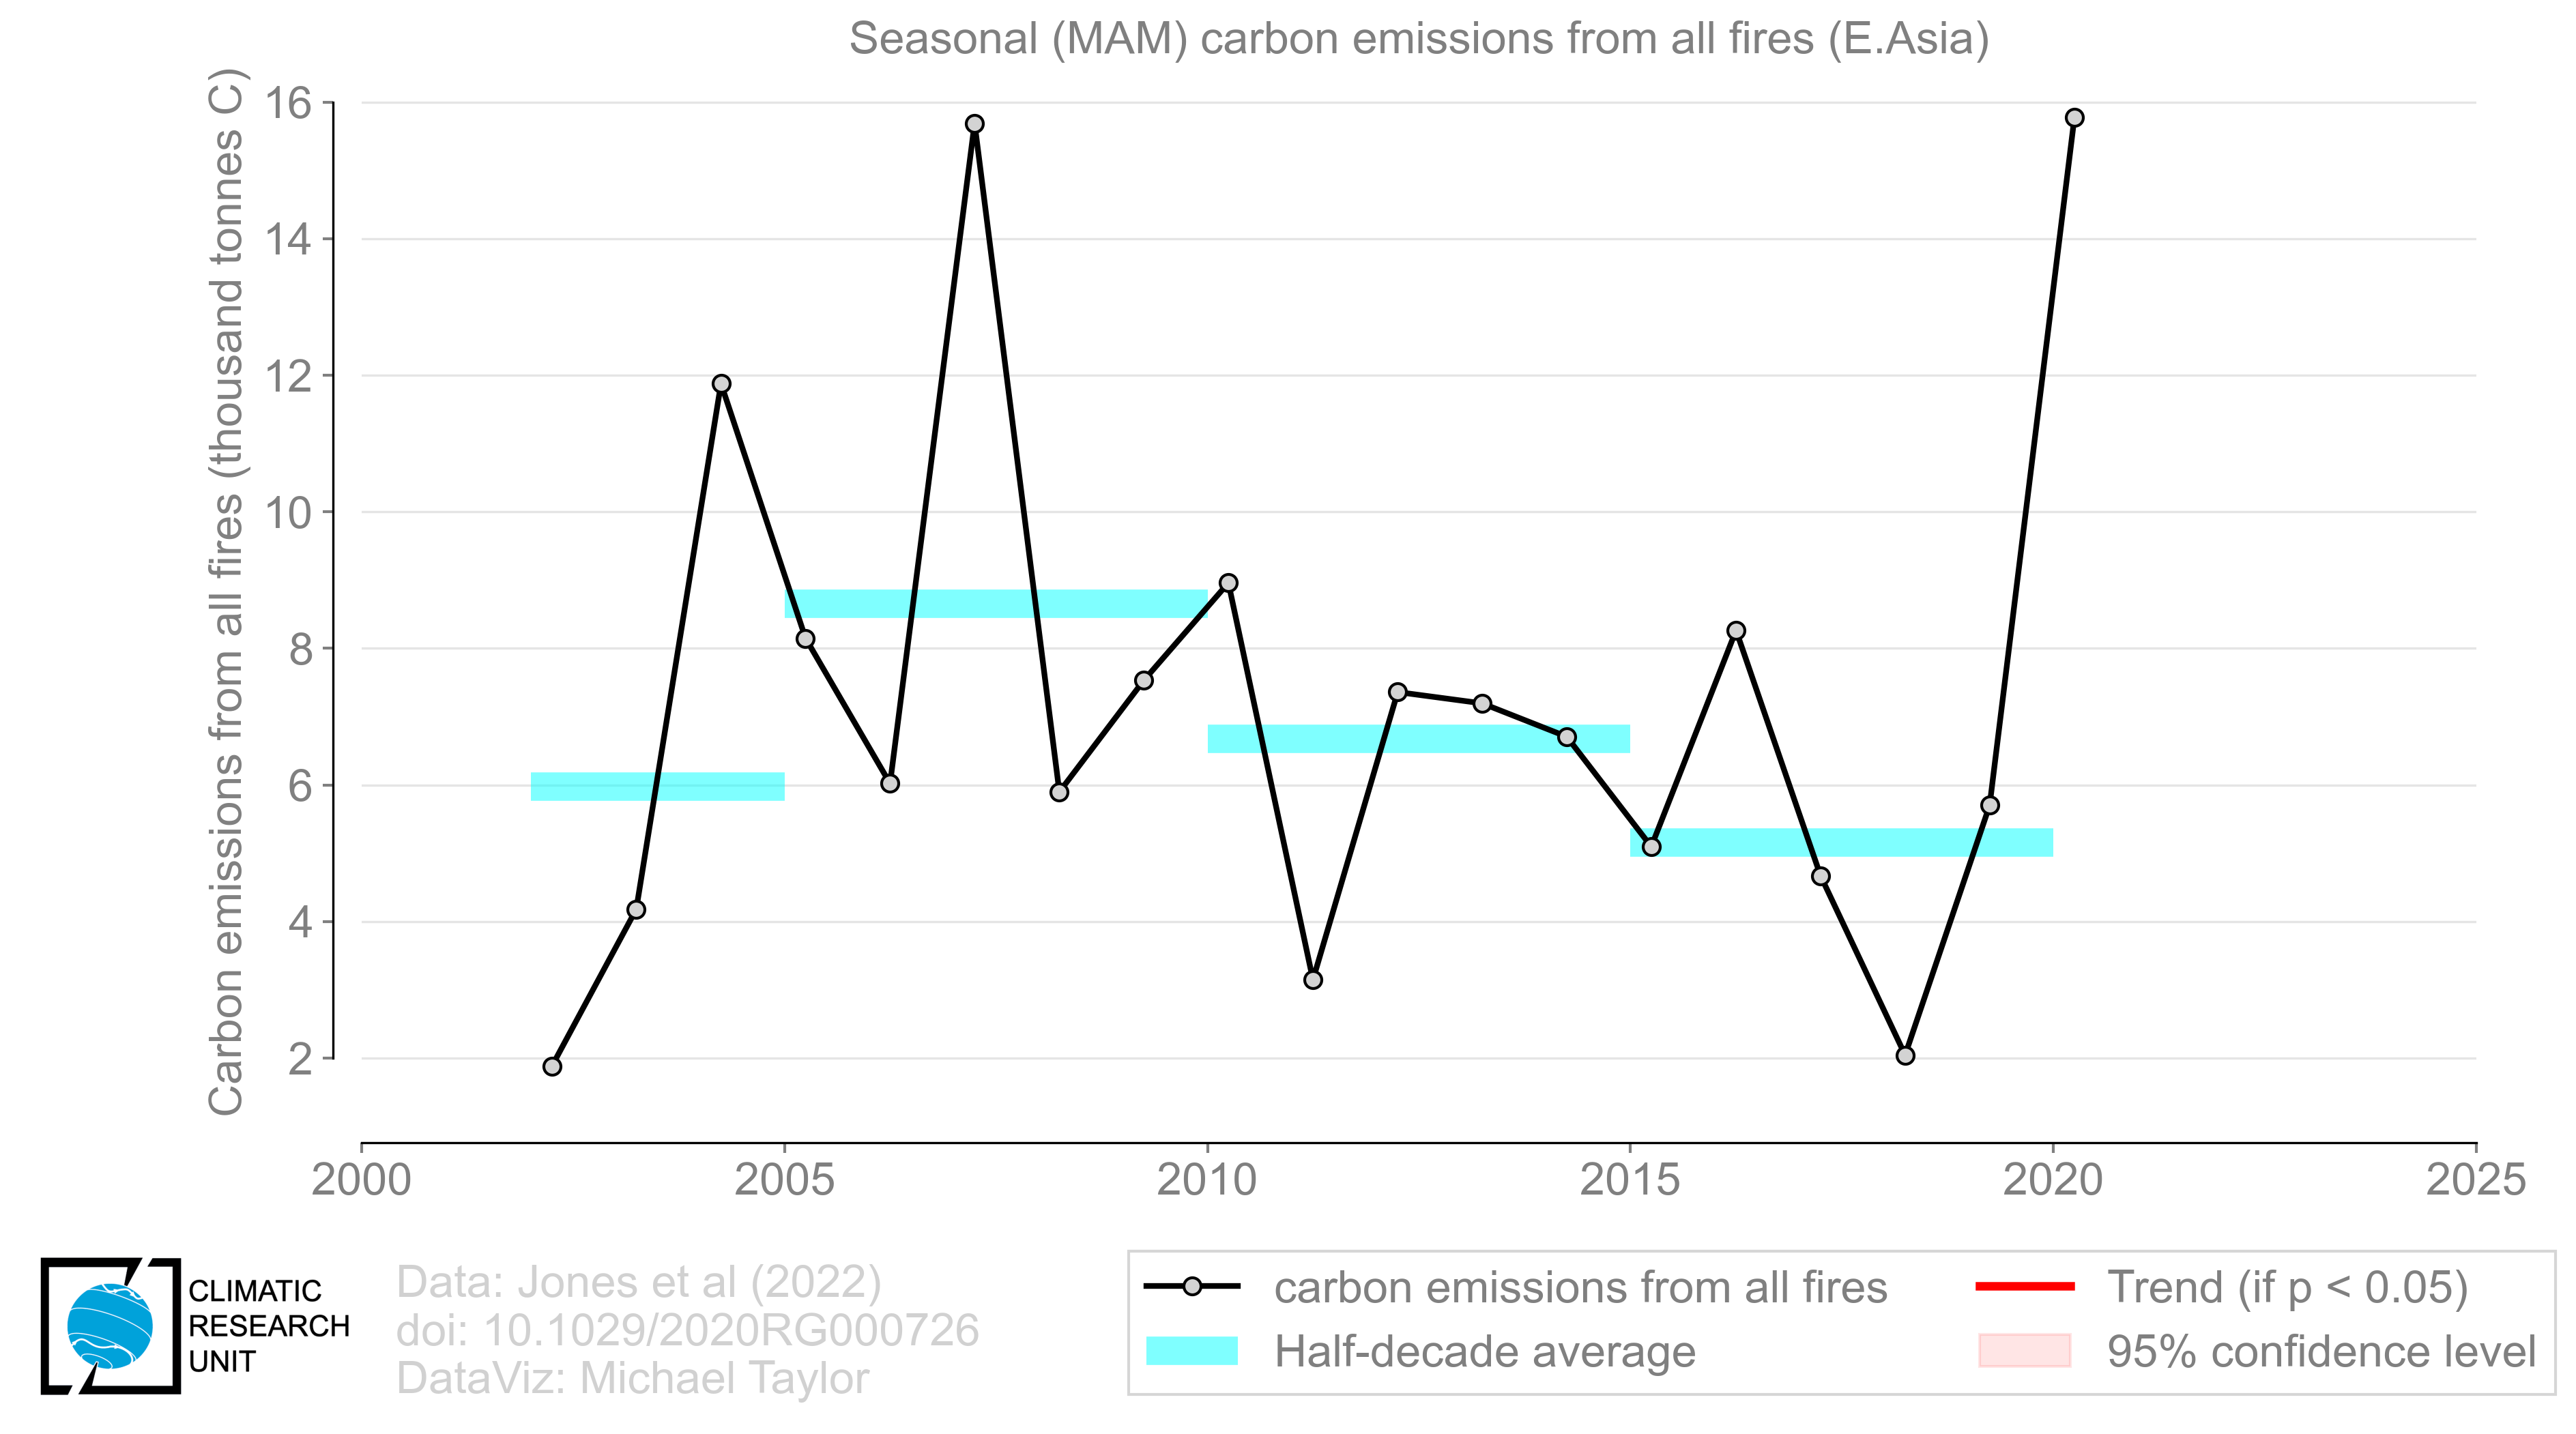 Seasonal (MAM) carbon emissions from all fires (E.Asia)
Carbon emissions from all fires (thousand tonnes C)
16
14
12
10
8
6
4
2
2000 2005 2010 2015 2020 2025
CLIMATIC
RESEARCH
UNIT
Data: Jones et al (2022)
doi: 10.1029/2020RG000726
DataViz: Michael Taylor
carbon emissions from all fires
Half-decade average
Trend (if p < 0.05)
95% confidence level